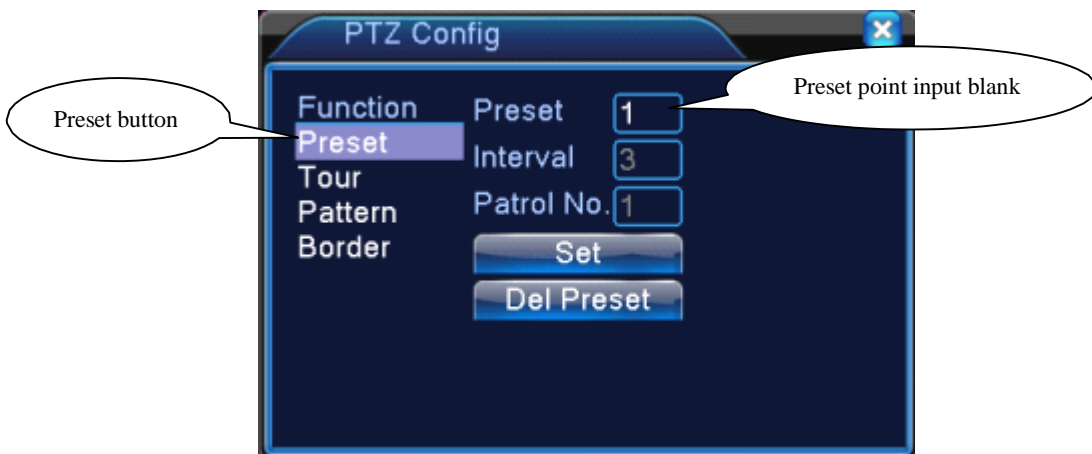 PTZ Config
Preset button
Preset point input blank
Function
Preset
Tour
Pattern
Border
Preset 1
Interval 3
Patrol No. 1
Set
Del Preset